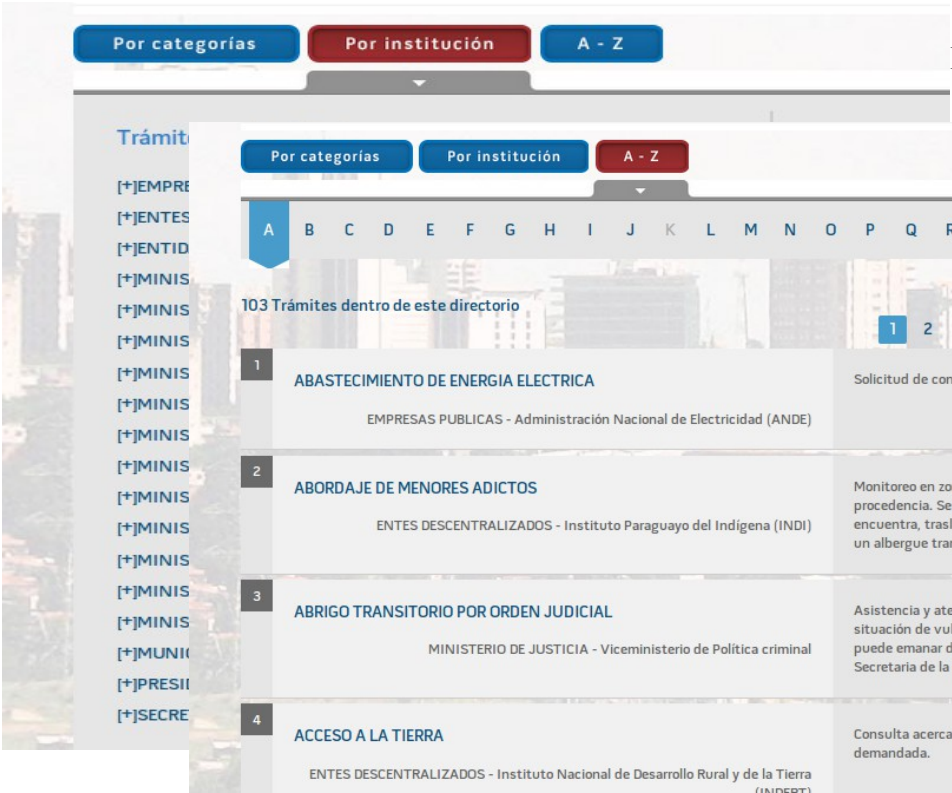 Por categorías
Por institución
A - Z
[+]EMPRE
[+]ENTES
[+]ENTID
[+]MINIS
[+]MINIS
[+]MINIS
[+]MINIS
[+]MINIS
[+]MINIS
[+]MINIS
[+]MINIS
[+]MINIS
[+]MINIS
[+]MINIS
[+]MINIS
[+]MUNI
[+]PRESI
[+]SECRE
Por categorías
Por institución
A - Z
A B C D E F G H I J K L M N O P Q R
103 Trámites dentro de este directorio
1 2
1
ABASTECIMIENTO DE ENERGIA ELECTRICA
EMPRESAS PUBLICAS - Administración Nacional de Electricidad (ANDE)
Solicitud de con
2
ABORDAJE DE MENORES ADICTOS
ENTES DESCENTRALIZADOS - Instituto Paraguayo del Indígena (INDI)
Monitoreo en zo
procedencia. Se
encuentra, tras
un albergue tra
3
ABRIGO TRANSITORIO POR ORDEN JUDICIAL
MINISTERIO DE JUSTICIA - Viceministerio de Política criminal
Asistencia y ate
situación de vul
puede emanar d
Secretaria de la
4
ACCESO A LA TIERRA
ENTES DESCENTRALIZADOS - Instituto Nacional de Desarrollo Rural y de la Tierra
Consulta acerca
demandada.